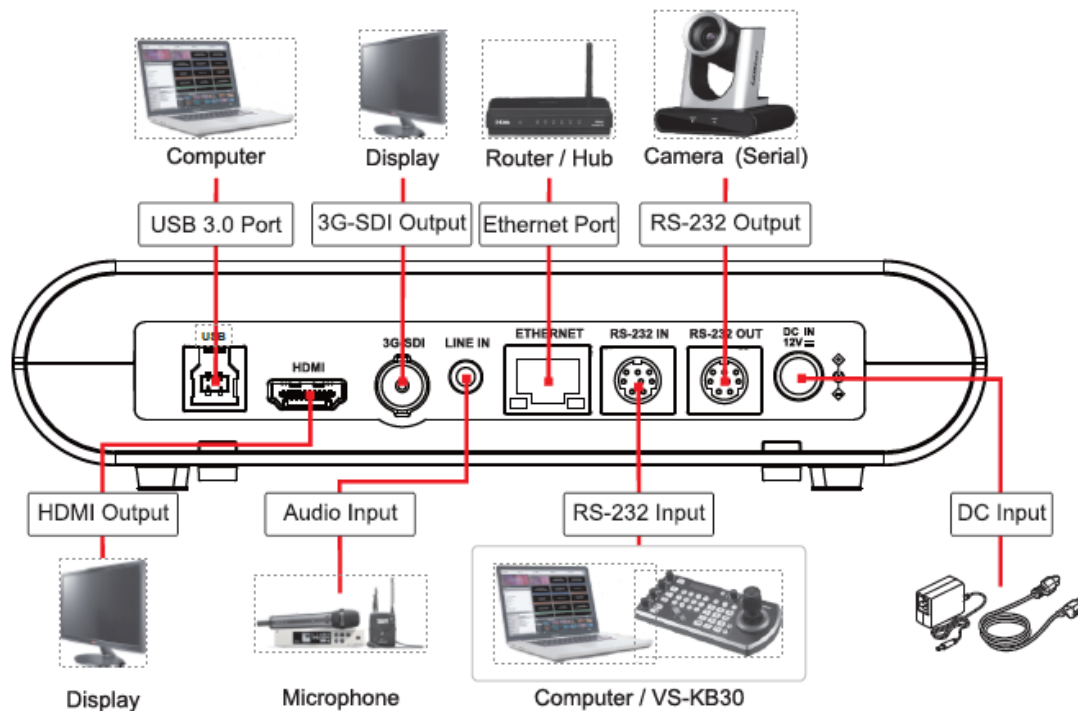 Computer
Display
Router / Hub
Camera (Serial)
USB 3.0 Port
3G-SDI Output
Ethernet Port
RS-232 Output
USB
HDMI
3G-SDI
LINE IN
ETHERNET
RS-232 IN
RS-232 OUT
DC IN
12V
HDMI Output
Audio Input
RS-232 Input
DC Input
Display
Microphone
Computer / VS-KB30